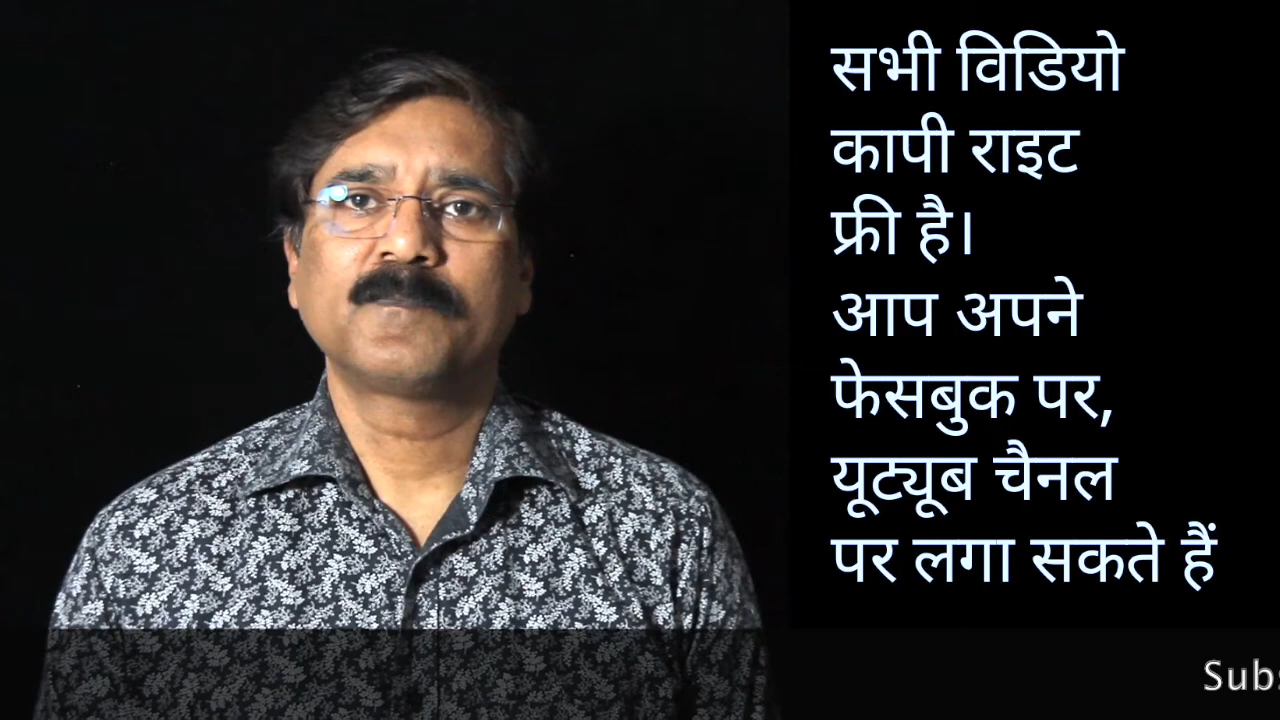 सभी विडियो
कापी राइट
फ्री है।
आप अपने
फेसबुक पर,
यूट्यूब चैनल
पर लगा सकते हैं